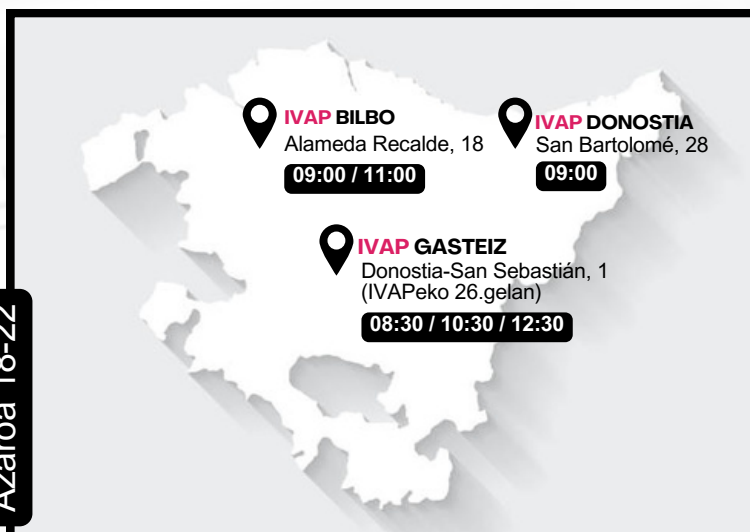 IVAP BILBO
Alameda Recalde, 18
09:00 / 11:00
IVAP DONOSTIA
San Bartolomé, 28
09:00
IVAP GASTEIZ
Donostia-San Sebastián, 1
(IVAPeko 26.gelan)
08:30 / 10:30 / 12:30
Azaroa 18-22